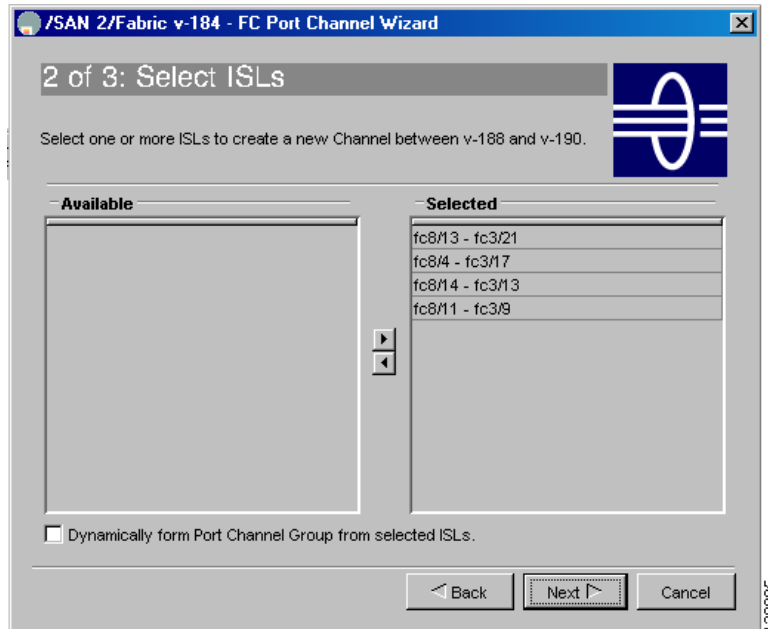 /SAN 2/Fabric v-184 - FC Port Channel Wizard
2 of 3: Select ISLs
Select one or more ISLs to create a new Channel between v-188 and v-190.
Available
Selected
fc8/13 - fc3/21
fc8/4 - fc3/17
fc8/14 - fc3/13
fc8/11 - fc3/9
Dynamically form Port Channel Group from selected ISLs.
Back Next Cancel